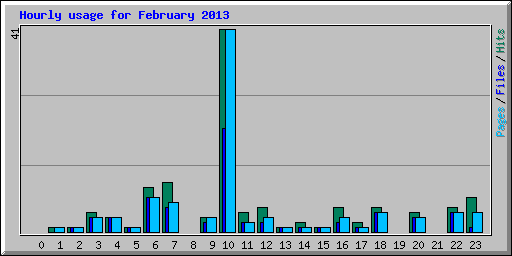 Hourly usage for February 2013
41
Pages/Files/Hits
0 1 2 3 4 5 6 7 8 9 10 11 12 13 14 15 16 17 18 19 20 21 22 23